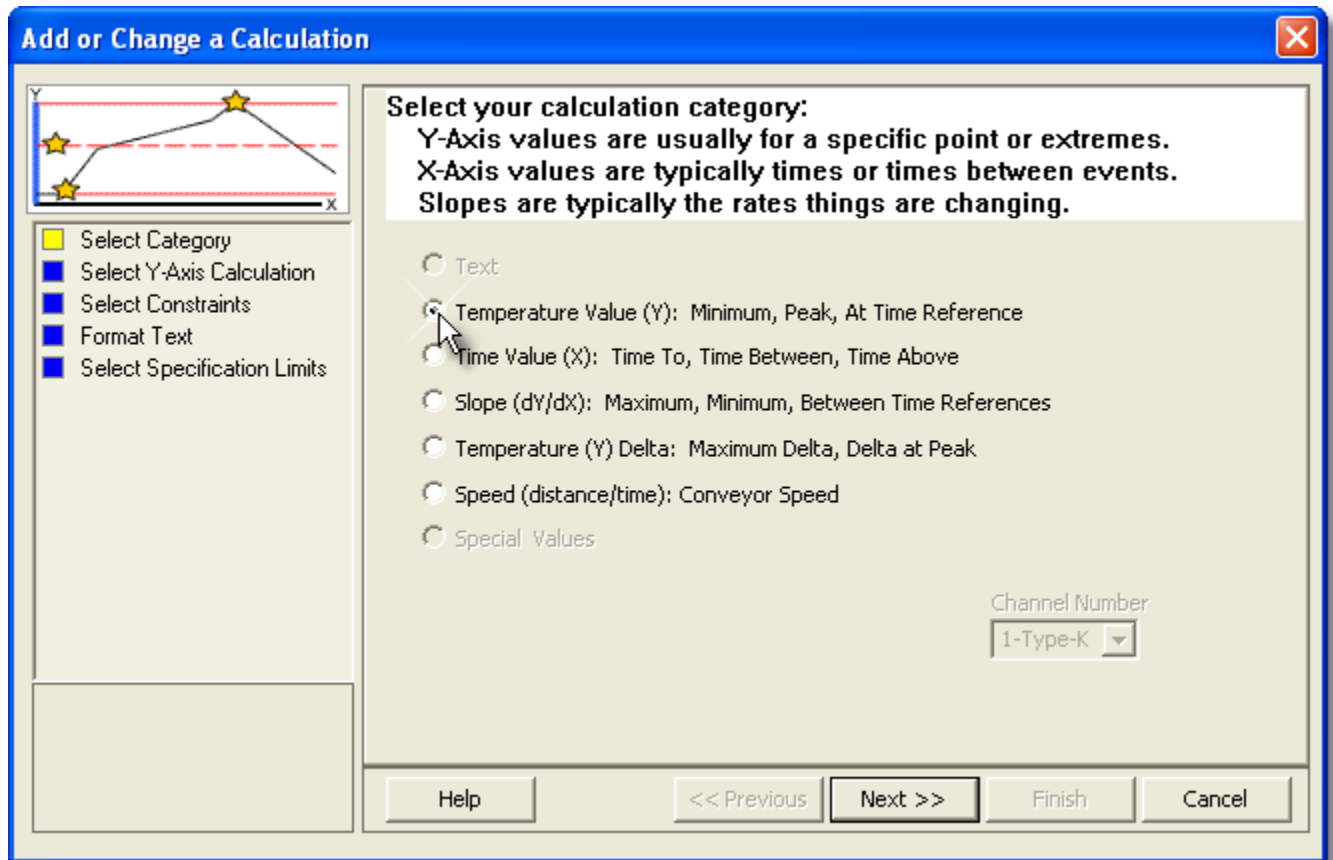 Add or Change a Calculation
Y
X
Select Category
Select Y-Axis Calculation
Select Constraints
Format Text
Select Specification Limits
Select your calculation category:
Y-Axis values are usually for a specific point or extremes.
X-Axis values are typically times or times between events.
Slopes are typically the rates things are changing.
Text
Temperature Value (Y): Minimum, Peak, At Time Reference
Time Value (X): Time To, Time Between, Time Above
Slope (dY/dX): Maximum, Minimum, Between Time References
Temperature (Y) Delta: Maximum Delta, Delta at Peak
Speed (distance/time): Conveyor Speed
Special Values
Channel Number
1-Type-K
Help
<< Previous
Next >>
Finish
Cancel